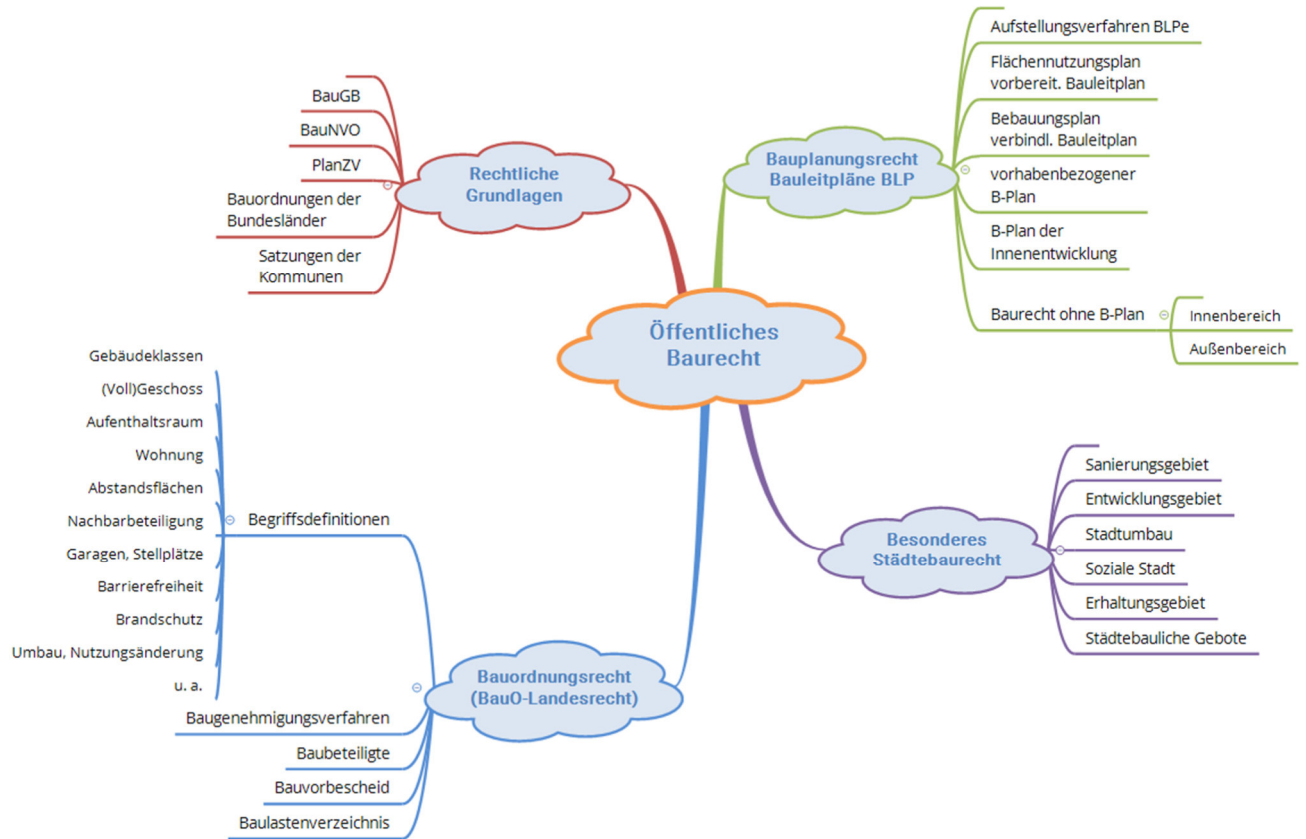 Öffentliches
Baurecht
Rechtliche
Grundlagen
BauGB
BauNVO
PlanZV
Bauordnungen der
Bundesländer
Satzungen der
Kommunen
Bauplanungsrecht
Bauleitpläne BLP
Aufstellungsverfahren BLPe
Flächennutzungsplan
vorbereit. Bauleitplan
Bebauungsplan
verbindl. Bauleitplan
vorhabenbezogener
B-Plan
B-Plan der
Innenentwicklung
Baurecht ohne B-Plan
Innenbereich
Außenbereich
Besonderes
Städtebaurecht
Sanierungsgebiet
Entwicklungsgebiet
Stadtumbau
Soziale Stadt
Erhaltungsgebiet
Städtebauliche Gebote
Bauordnungsrecht
(BauO-Landesrecht)
Begriffsdefinitionen
Gebäudeklassen
(Voll)Geschoss
Aufenthaltsraum
Wohnung
Abstandsflächen
Nachbarbeteiligung
Garagen, Stellplätze
Barrierefreiheit
Brandschutz
Umbau, Nutzungsänderung
u. a.
Baugenehmigungsverfahren
Baubeteiligte
Bauvorbescheid
Baulastenverzeichnis